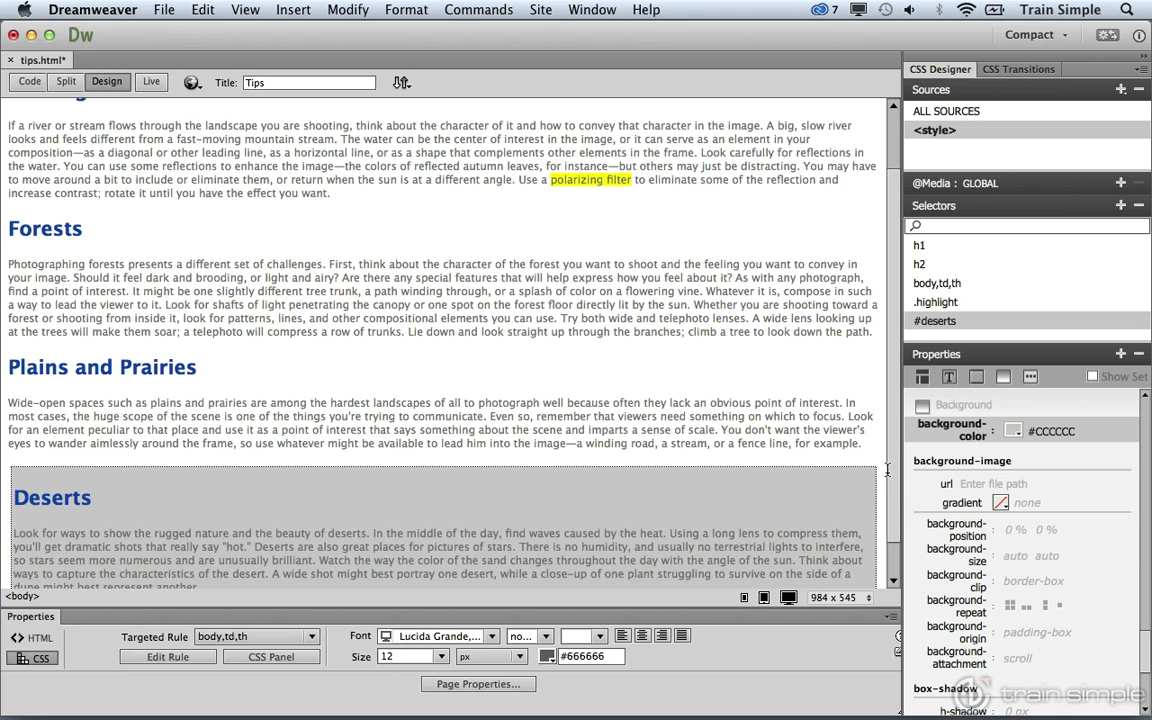 Dreamweaver File Edit View Insert Modify Format Commands Site Window Help 7 Train Simple
Dw Compact
× tips.html*
Code Split Design Live Title: Tips
If a river or stream flows through the landscape you are shooting, think about the character of it and how to convey that character in the image. A big, slow river
looks and feels different from a fast-moving mountain stream. The water can be the center of interest in the image, or it can serve as an element in your
composition—as a diagonal or other leading line, as a horizontal line, or as a shape that complements other elements in the frame. Look carefully for reflections in
the water. You can use some reflections to enhance the image—the colors of reflected autumn leaves, for instance—but others may just be distracting. You may have
to move around a bit to include or eliminate them, or return when the sun is at a different angle. Use a polarizing filter to eliminate some of the reflection and
increase contrast; rotate it until you have the effect you want.
Forests
Photographing forests presents a different set of challenges. First, think about the character of the forest you want to shoot and the feeling you want to convey in
your image. Should it feel dark and brooding, or light and airy? Are there any special features that will help express how you feel about it? As with any photograph,
find a point of interest. It might be one slightly different tree trunk, a path winding through, or a splash of color on a flowering vine. Whatever it is, compose in such
a way to lead the viewer to it. Look for shafts of light penetrating the canopy or one spot on the forest floor directly lit by the sun. Whether you are shooting toward a
forest or shooting from inside it, look for patterns, lines, and other compositional elements you can use. Try both wide and telephoto lenses. A wide lens looking up
at the trees will make them soar; a telephoto will compress a row of trunks. Lie down and look straight up through the branches; climb a tree to look down the path.
Plains and Prairies
Wide-open spaces such as plains and prairies are among the hardest landscapes of all to photograph well because often they lack an obvious point of interest. In
most cases, the huge scope of the scene is one of the things you're trying to communicate. Even so, remember that viewers need something on which to focus. Look
for an element peculiar to that place and use it as a point of interest that says something about the scene and imparts a sense of scale. You don't want the viewer's
eyes to wander aimlessly around the frame, so use whatever might be available to lead him into the image—a winding road, a stream, or a fence line, for example.
Deserts
Look for ways to show the rugged nature and the beauty of deserts. In the middle of the day, find waves caused by the heat. Using a long lens to compress them,
you'll get dramatic shots that really say "hot." Deserts are also great places for pictures of stars. There is no humidity, and usually no terrestrial lights to interfere,
so stars seem more numerous and are unusually brilliant. Watch the way the color of the sand changes throughout the day with the angle of the sun. Think about
ways to capture the characteristics of the desert. A wide shot might best portray one desert, while a close-up of one plant struggling to survive on the side of a
dune might best represent another.
<body> 984 x 545
Properties
<> HTML Targeted Rule body,td,th Font Lucida Grande,... no...
CSS Edit Rule CSS Panel Size 12 px #666666
Page Properties...
CSS Designer CSS Transitions
Sources
ALL SOURCES
<style>
@Media : GLOBAL
Selectors
h1
h2
body,td,th
.highlight
#deserts
Properties
T Show Set
Background
background-
color : #CCCCCC
background-image
url Enter file path
gradient none
background-
position : 0 % 0 %
background-
size : auto auto
background-
clip : border-box
background-
repeat :
background-
origin : padding-box
background-
attachment : scroll
box-shadow
h-shadow 0 px
train simple